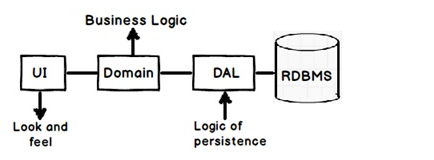 Business Logic
UI
Domain
DAL
RDBMS
Look and
feel
Logic of
persistence